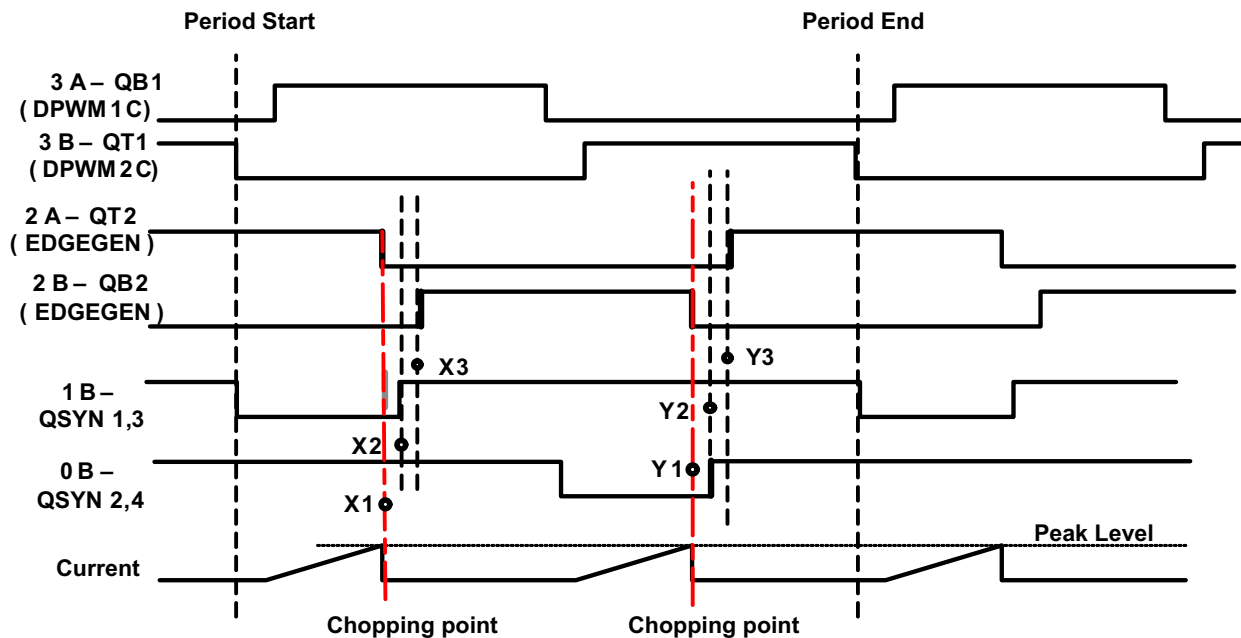 Period Start
Period End
3 A – QB1
( DPWM 1 C )
3 B – QT1
( DPWM 2 C )
2 A – QT2
( EDGEGEN )
2 B – QB2
( EDGEGEN )
X3
Y3
1 B –
QSYN 1,3
Y2
X2
0 B –
QSYN 2,4
Y1
X1
Peak Level
Current
Chopping point
Chopping point